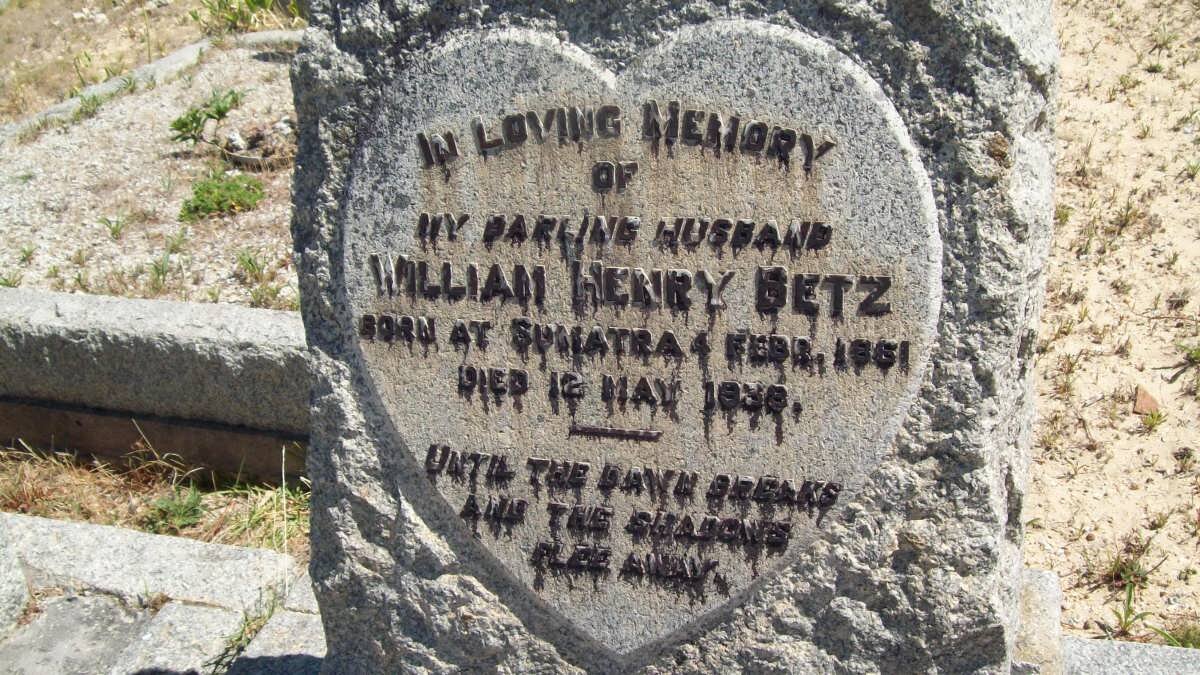 IN LOVING MEMORY
OF
MY DARLING HUSBAND
WILLIAM HENRY BETZ
BORN AT SUMATRA 4 FEBR. 1861
DIED 12 MAY 1938.
UNTIL THE DAWN BREAKS
AND THE SHADOWS
FLEE AWAY.